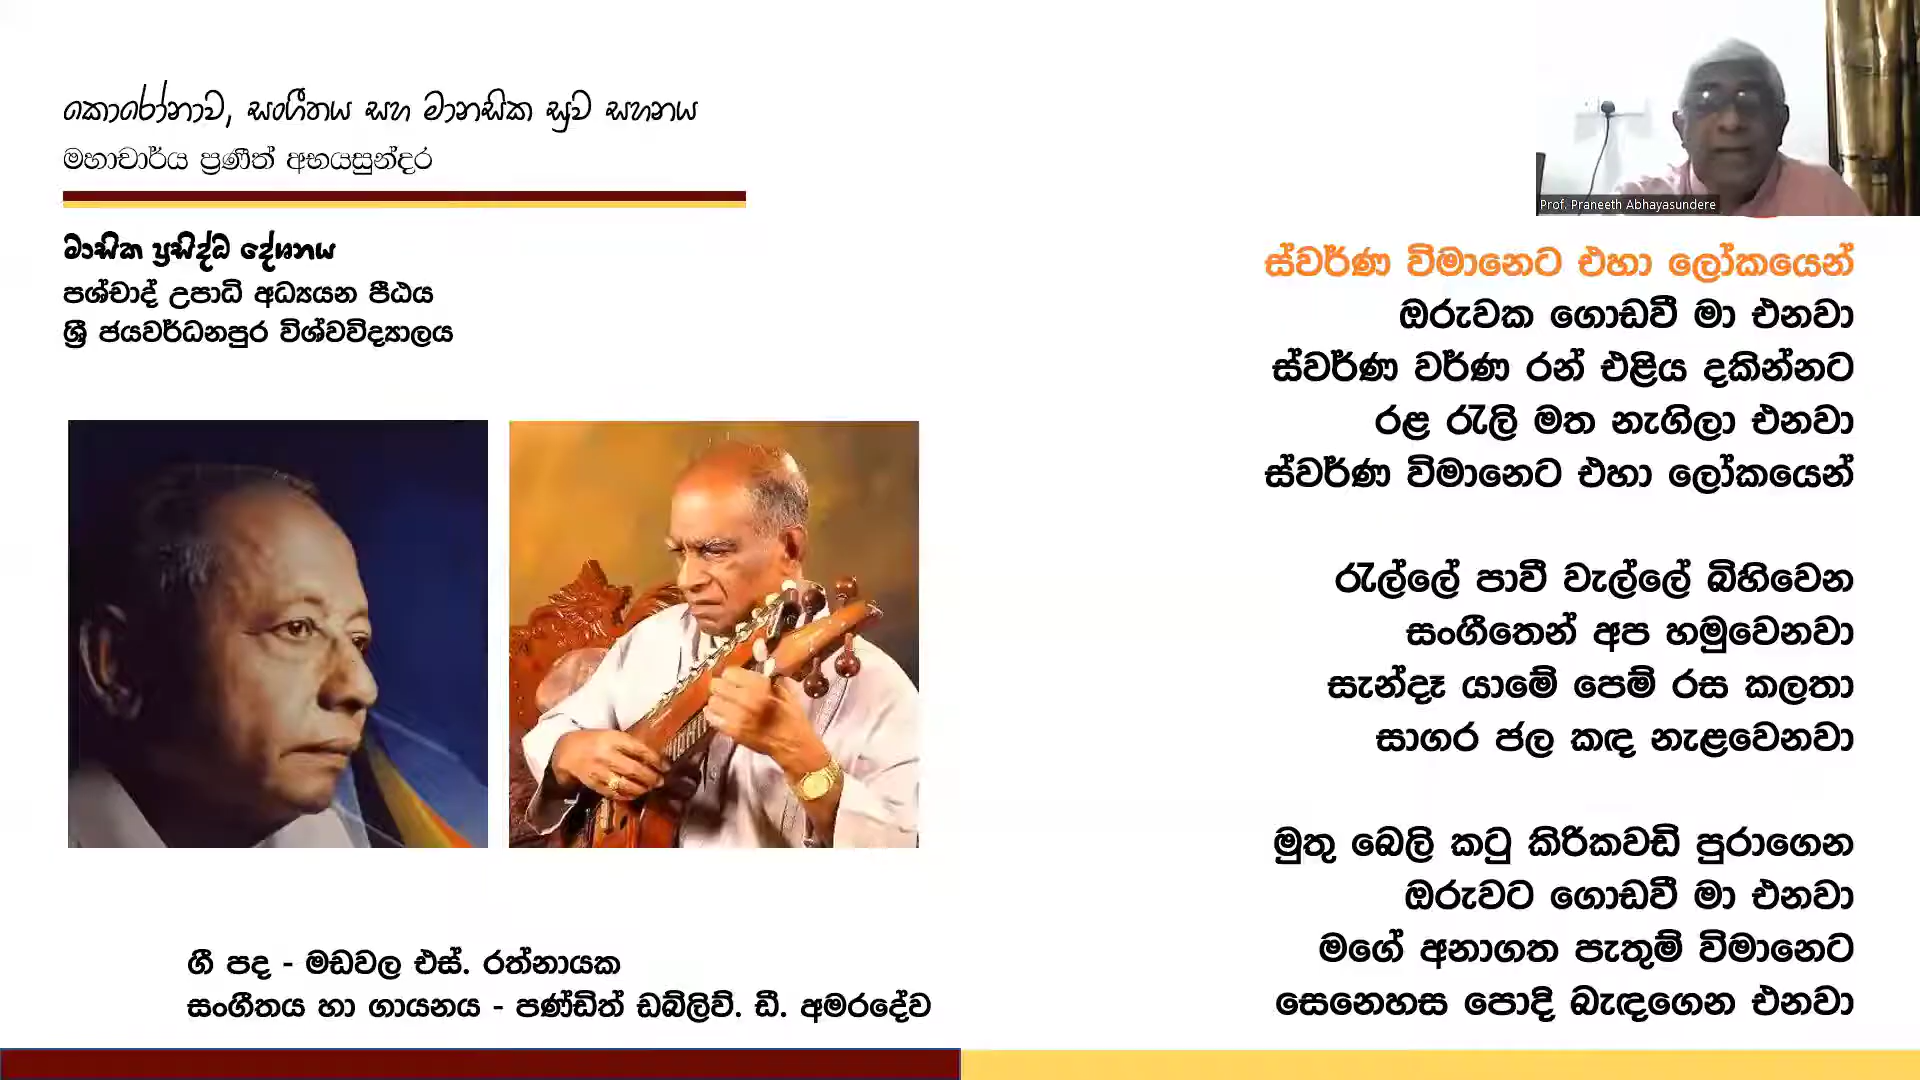 කොරෝනාව, සංගීතය සහ මානසික සුව සහනය
මහාචාර්ය ප්‍රණීත් අභයසුන්දර
මාසික ප්‍රසිද්ධ දේශනය
පශ්චාද් උපාධි අධ්‍යයන පීඨය
ශ්‍රී ජයවර්ධනපුර විශ්වවිද්‍යාලය
ගී පද - මඩවල එස්. රත්නායක
සංගීතය හා ගායනය - පණ්ඩිත් ඩබ්ලිව්. ඩී. අමරදේව
Prof. Praneeth Abhayasundere
ස්වර්ණ විමානෙට එහා ලෝකයෙන්
ඔරුවක ගොඩවී මා එනවා
ස්වර්ණ වර්ණ රන් එළිය දකින්නට
රළ රැලි මත නැගිලා එනවා
ස්වර්ණ විමානෙට එහා ලෝකයෙන්
රැල්ලේ පාවී වැල්ලේ බිහිවෙන
සංගීතෙන් අප හමුවෙනවා
සැන්දෑ යාමේ පෙම් රස කලතා
සාගර ජල කඳ නැළවෙනවා
මුතු බෙලි කටු කිරිකවඩි පුරාගෙන
ඔරුවට ගොඩවී මා එනවා
මගේ අනාගත පැතුම් විමානෙට
සෙනෙහස පොදි බැඳගෙන එනවා